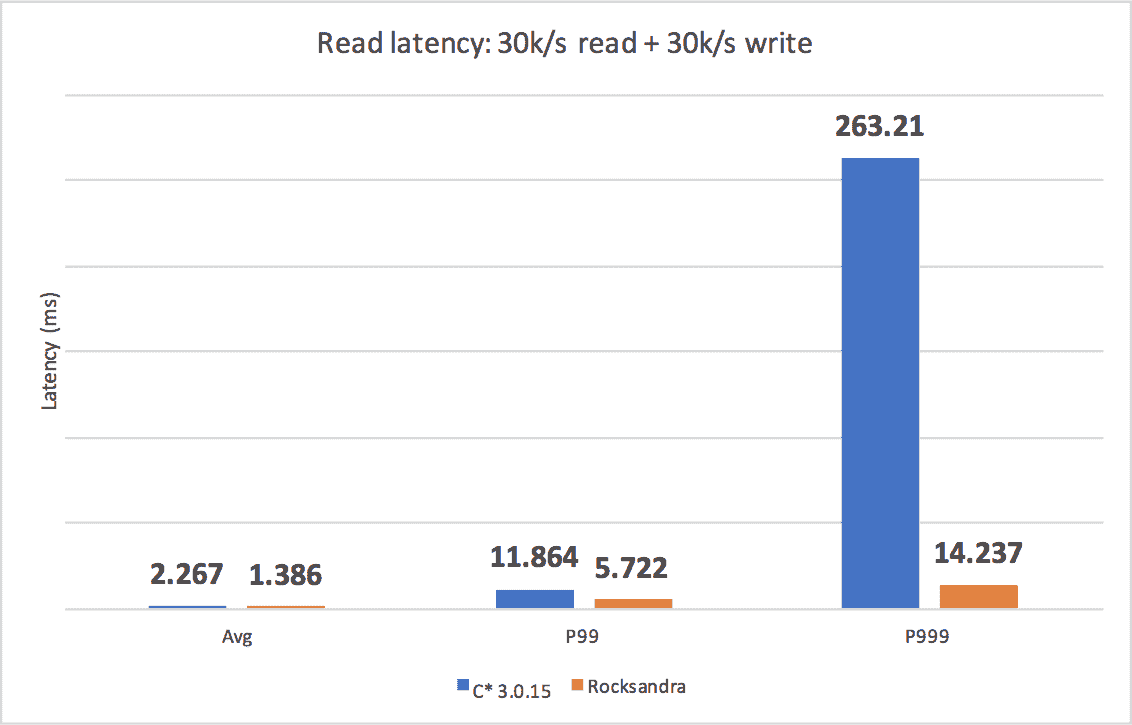 Read latency: 30k/s read + 30k/s write
Latency (ms)
263.21
2.267
1.386
11.864
5.722
14.237
Avg
P99
P999
C* 3.0.15
Rocksandra